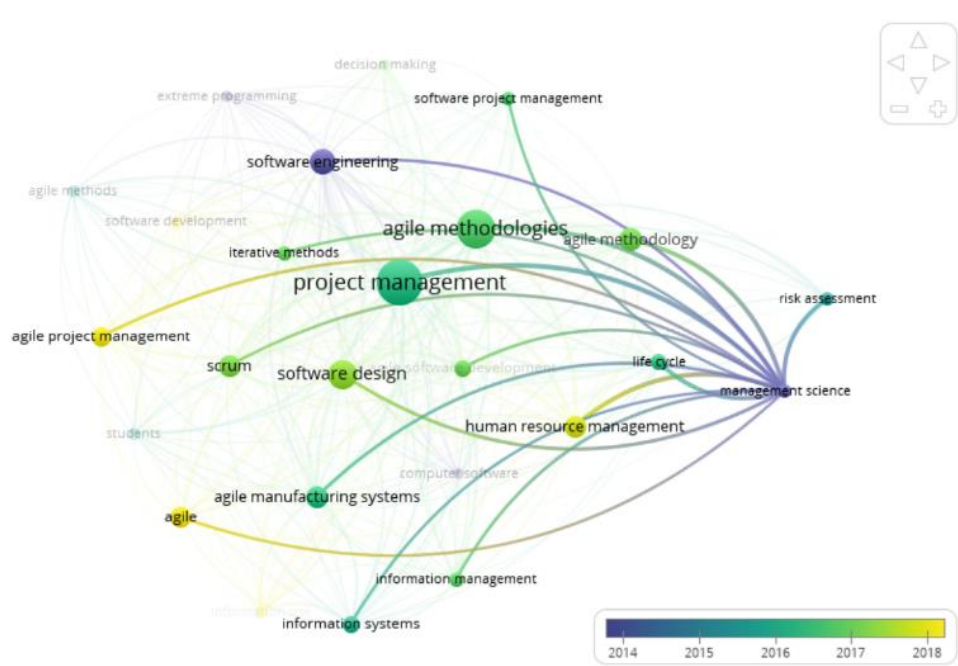 decision making
extreme programming
software project management
software engineering
agile methods
software development
agile methodologies
agile methodology
iterative methods
project management
risk assessment
agile project management
scrum
software design
software development
life cycle
management science
human resource management
students
computer software
agile manufacturing systems
agile
information management
information systems
2014 2015 2016 2017 2018